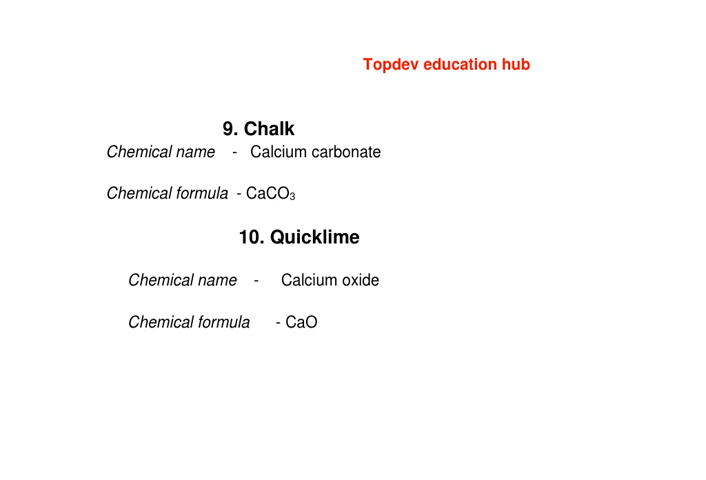 Topdev education hub
9. Chalk
Chemical name - Calcium carbonate
Chemical formula - CaCO₃
10. Quicklime
Chemical name - Calcium oxide
Chemical formula - CaO